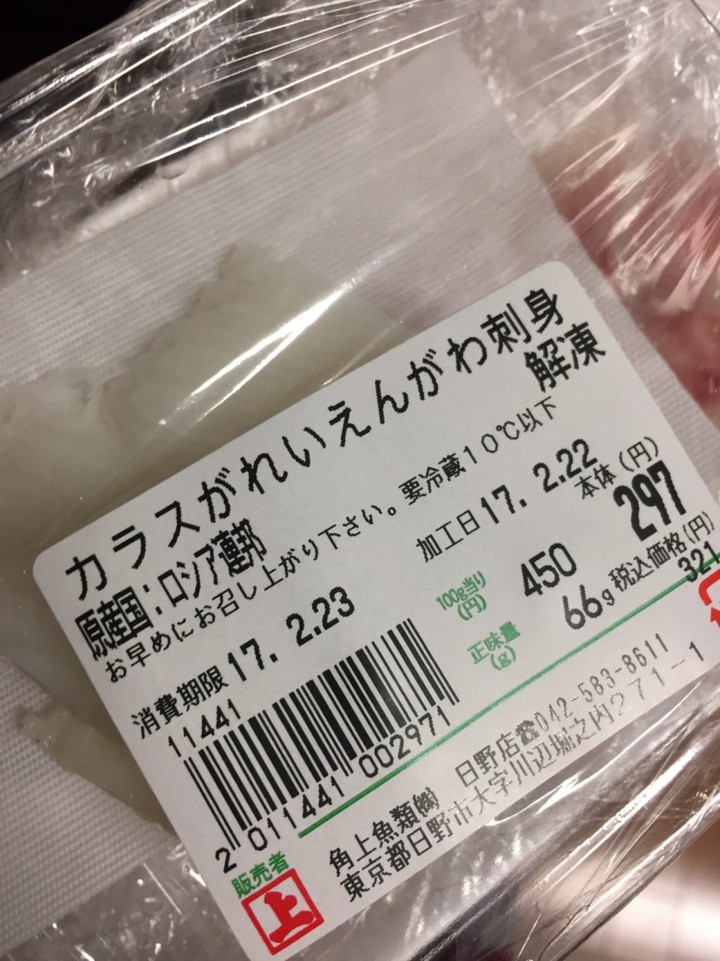 カラスがれいえんがわ刺身
解凍
原産国：ロシア連邦
お早めにお召し上がり下さい。要冷蔵10℃以下
消費期限 17. 2.23
加工日 17. 2.22
本体(円)
297
100g当り
(円)
450
正味量
(g)
66g
税込価格(円)
321
11441
2 011441 002971
販売者
上
角上魚類㈱ 日野店☎042-583-8611
東京都日野市大字川辺堀之内271-1